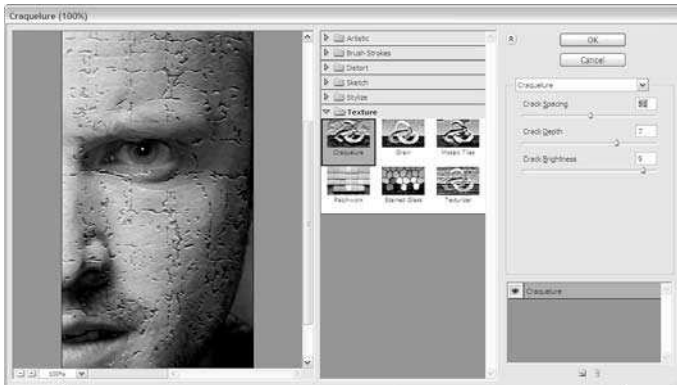 Craquelure (100%)
Artistic
Brush Strokes
Distort
Sketch
Stylize
Texture
Craquelure Grain Mosaic Tiles
Patchwork Stained Glass Texturizer
100%
OK
Cancel
Craquelure
Crack Spacing
Crack Depth 7
Crack Brightness 9
Craquelure